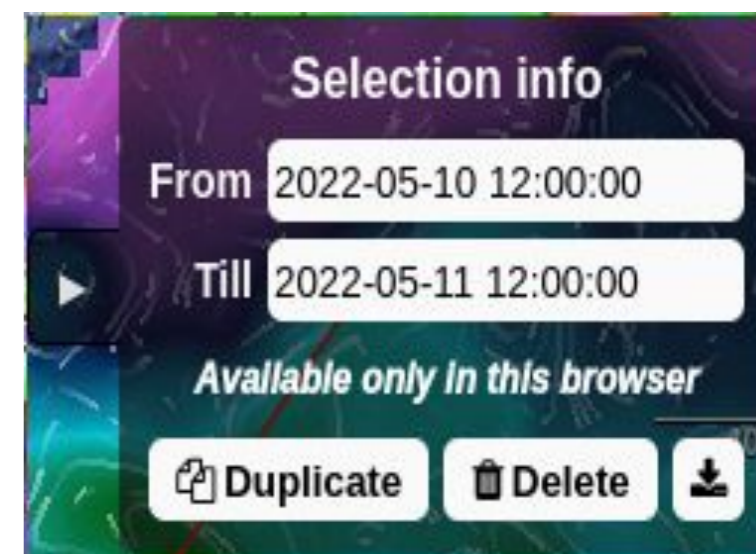 Selection info
From 2022-05-10 12:00:00
Till 2022-05-11 12:00:00
Available only in this browser
Duplicate Delete